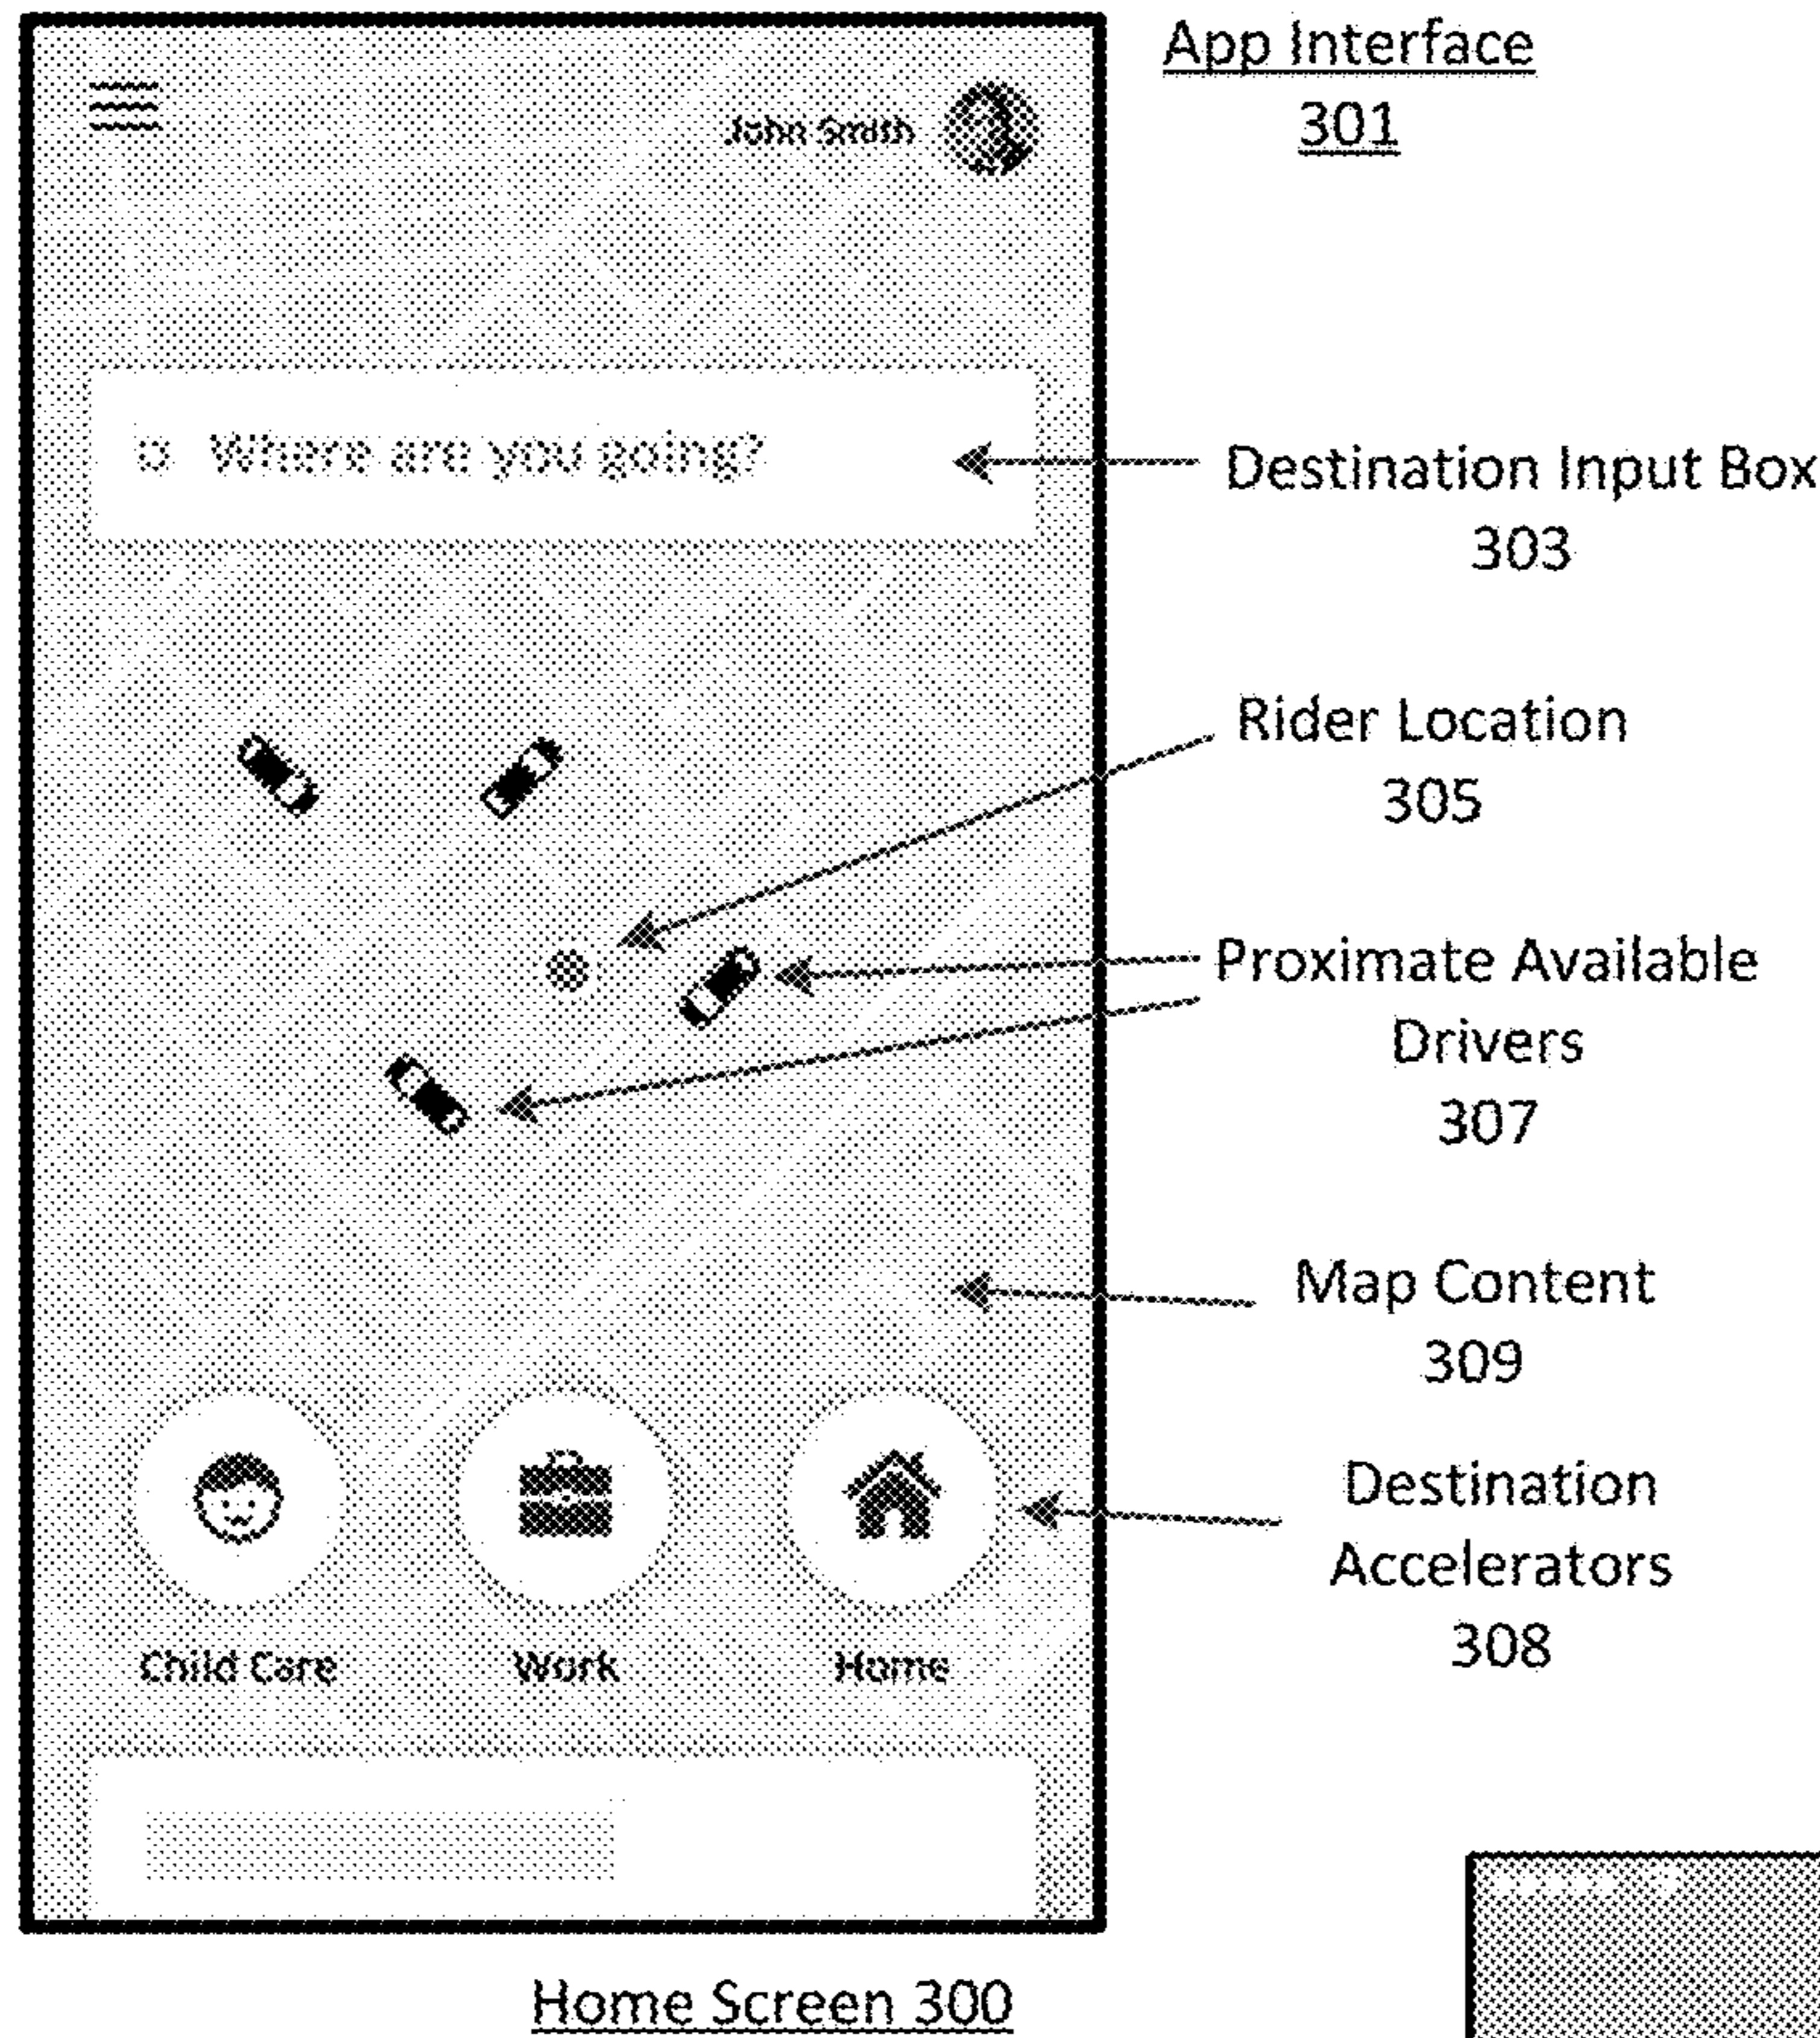 App Interface
301
John Smith
Where are you going?
Destination Input Box
303
Rider Location
305
Proximate Available
Drivers
307
Map Content
309
Destination
Accelerators
308
Child Care
Work
Home
Home Screen 300